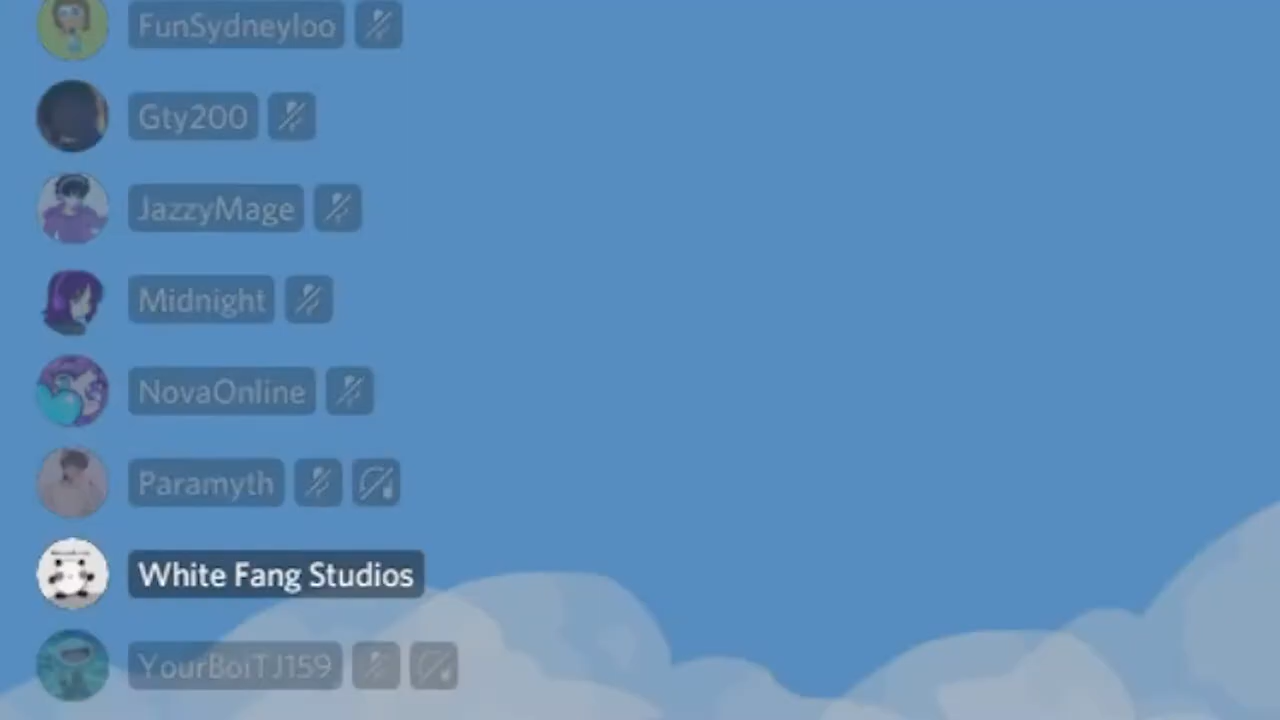 FunSydneyloo
Gty200
JazzyMage
Midnight
NovaOnline
Paramyth
White Fang Studios
YourBoiTJ159